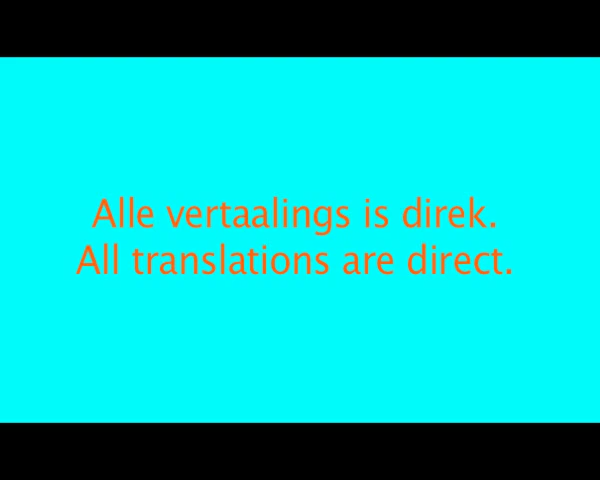 Alle vertaalings is direk.
All translations are direct.